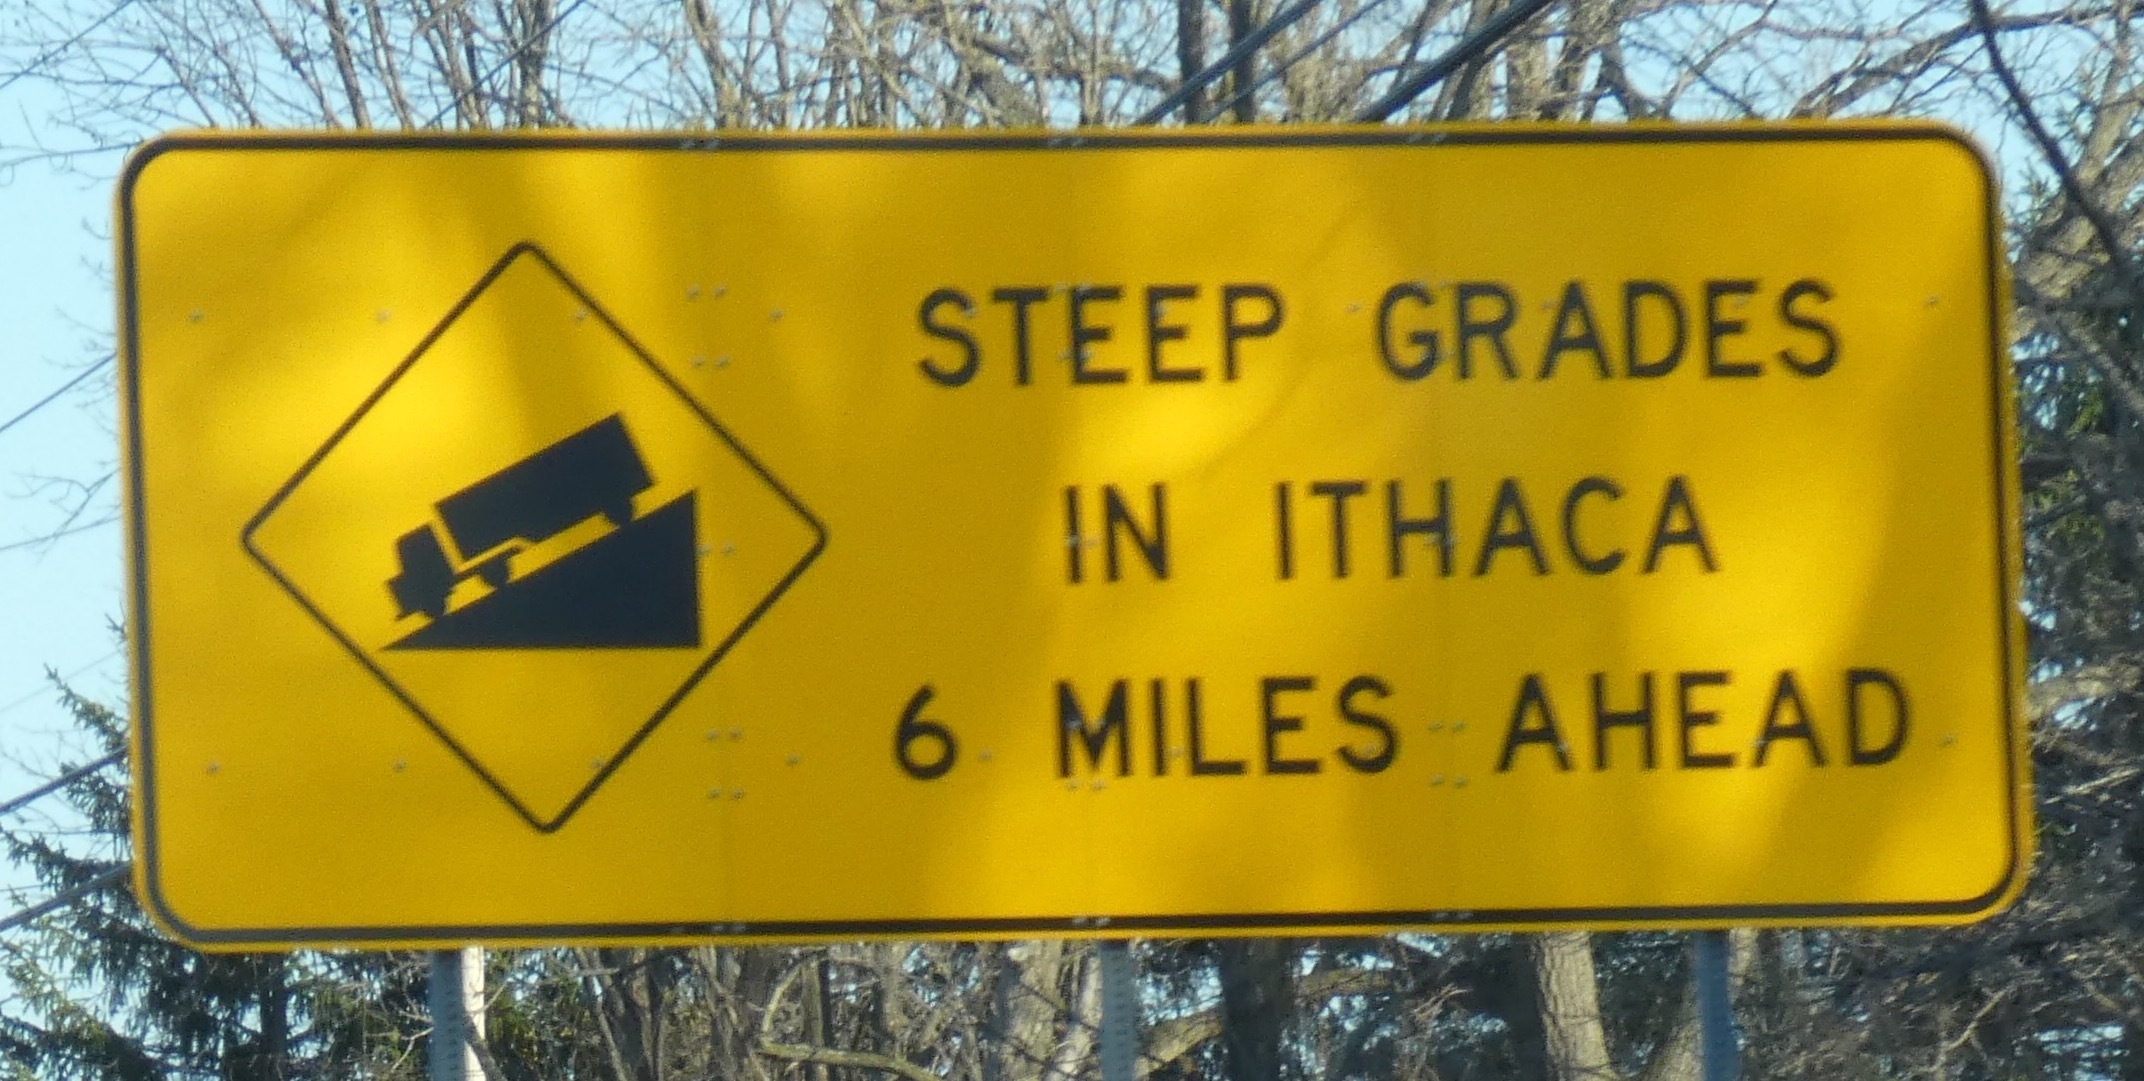 STEEP GRADES
IN ITHACA
6 MILES AHEAD